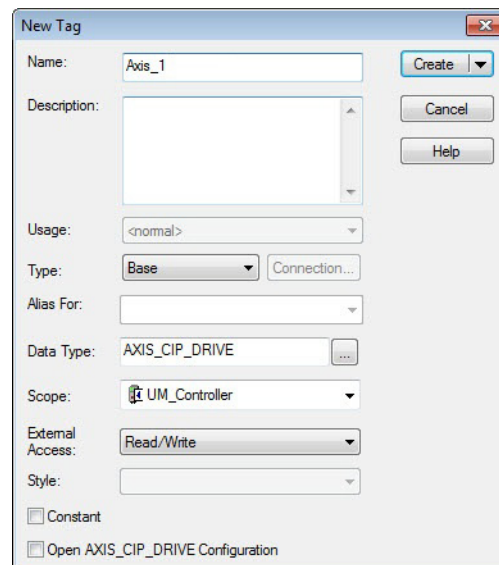 New Tag
Name: Axis_1 Create
Description: Cancel
Help
Usage: <normal>
Type: Base Connection...
Alias For:
Data Type: AXIS_CIP_DRIVE ...
Scope: UM_Controller
External Access: Read/Write
Style:
Constant
Open AXIS_CIP_DRIVE Configuration